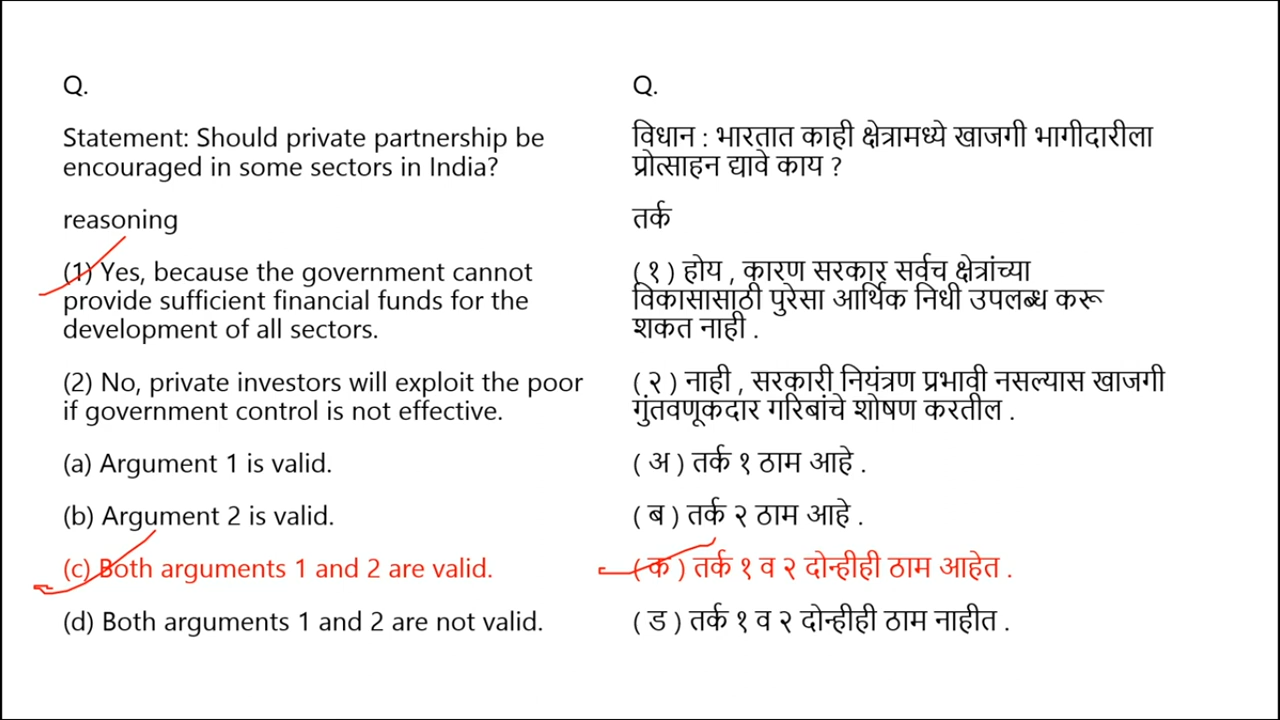 Q.
Statement: Should private partnership be
encouraged in some sectors in India?
reasoning
(1) Yes, because the government cannot
provide sufficient financial funds for the
development of all sectors.
(2) No, private investors will exploit the poor
if government control is not effective.
(a) Argument 1 is valid.
(b) Argument 2 is valid.
(c) Both arguments 1 and 2 are valid.
(d) Both arguments 1 and 2 are not valid.
Q.
विधान : भारतात काही क्षेत्रामध्ये खाजगी भागीदारीला
प्रोत्साहन द्यावे काय ?
तर्क
( १ ) होय , कारण सरकार सर्वच क्षेत्रांच्या
विकासासाठी पुरेसा आर्थिक निधी उपलब्ध करू
शकत नाही .
( २ ) नाही , सरकारी नियंत्रण प्रभावी नसल्यास खाजगी
गुंतवणूकदार गरिबांचे शोषण करतील .
( अ ) तर्क १ ठाम आहे .
( ब ) तर्क २ ठाम आहे .
( क ) तर्क १ व २ दोन्हीही ठाम आहेत .
( ड ) तर्क १ व २ दोन्हीही ठाम नाहीत .